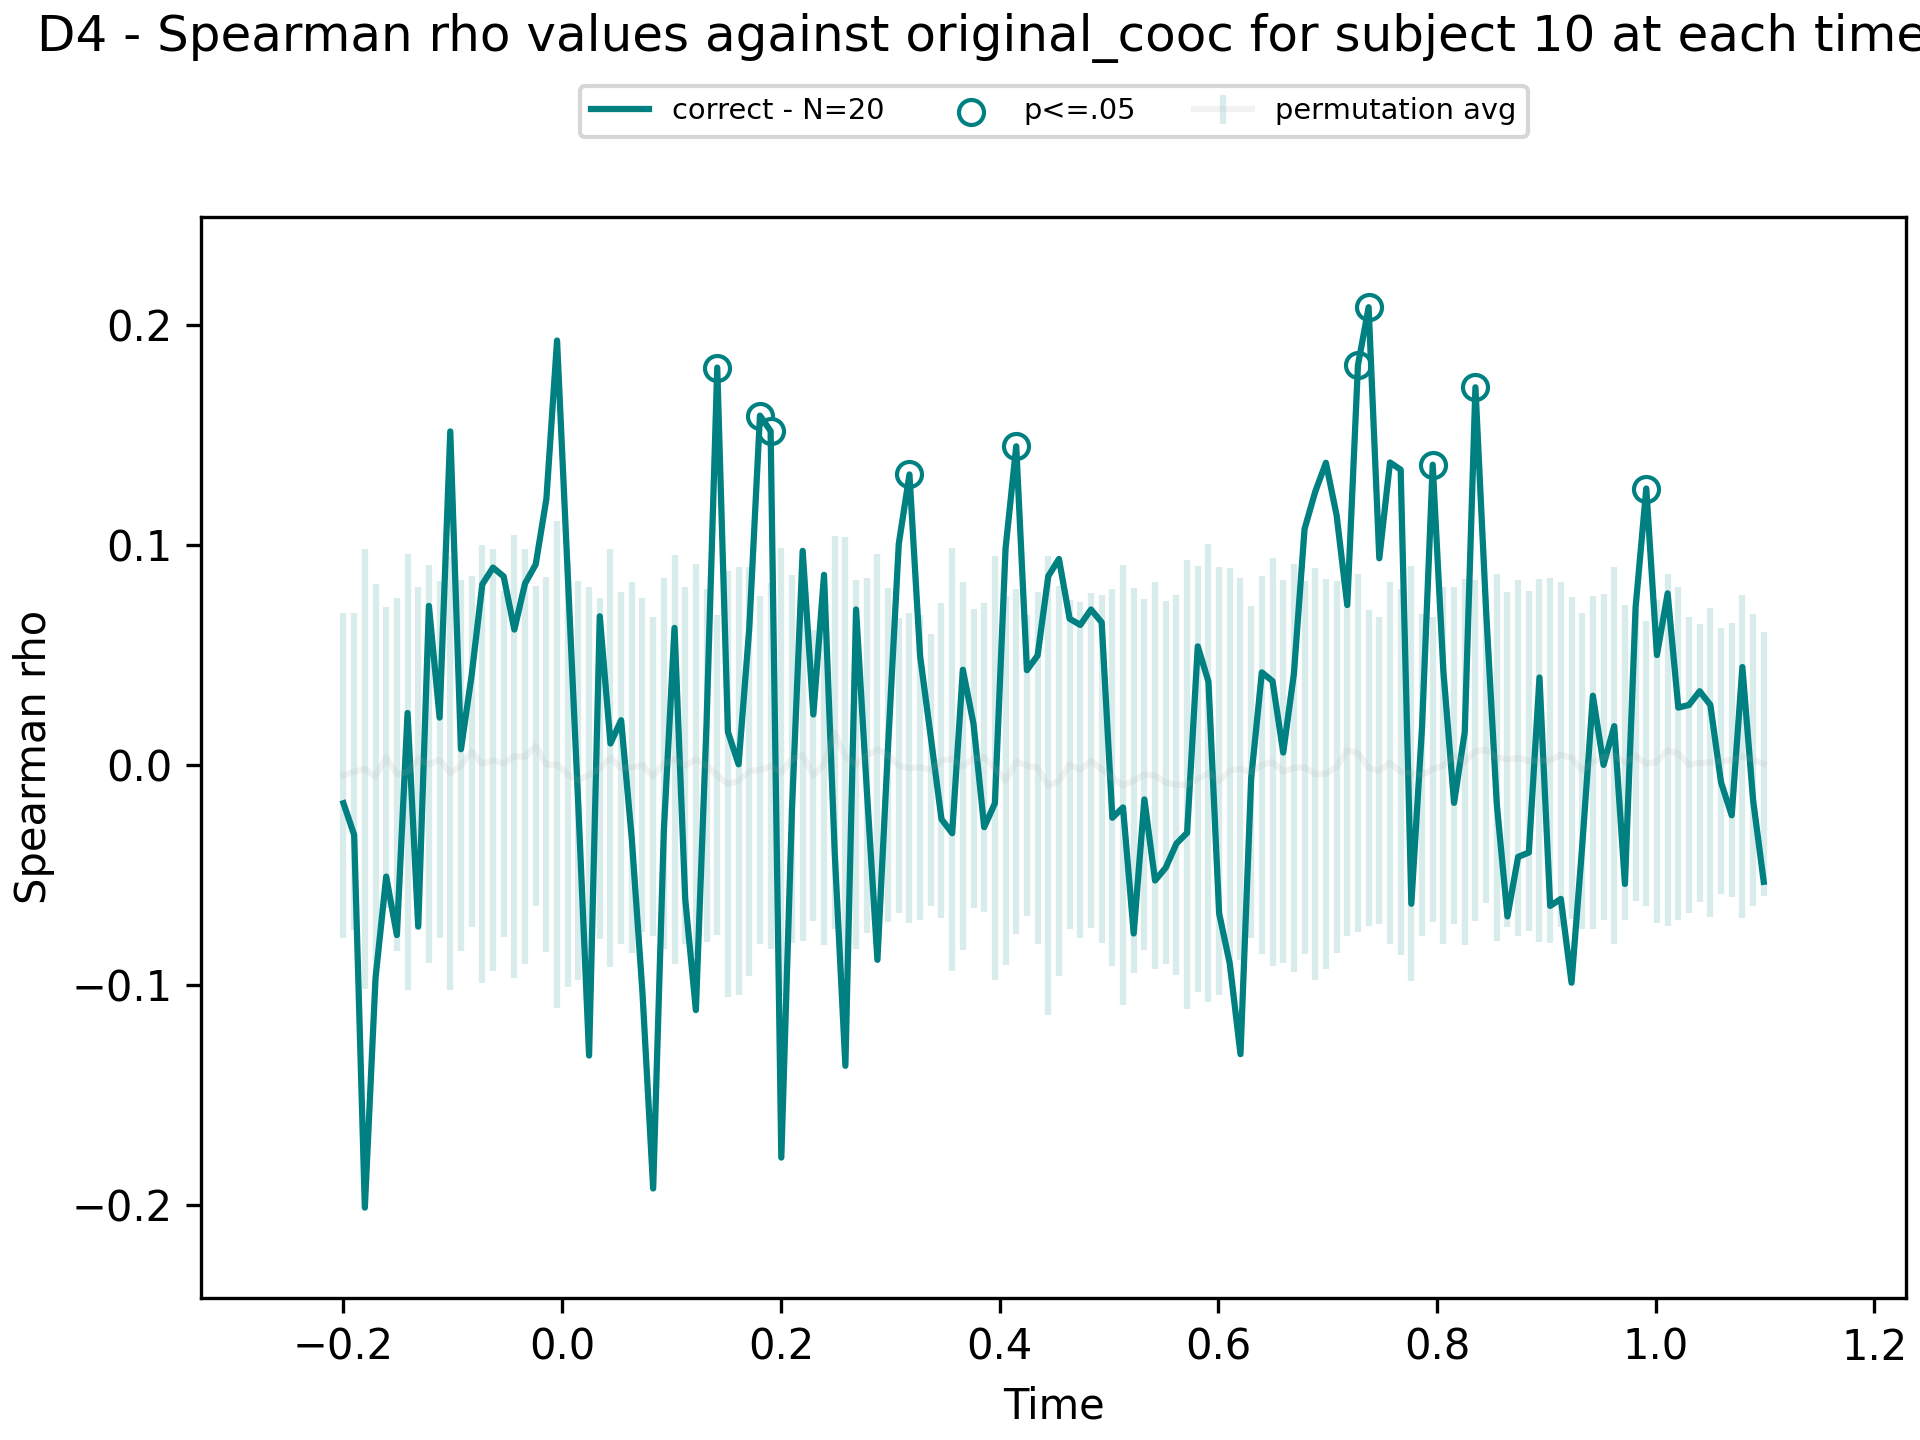 D4 - Spearman rho values against original_cooc for subject 10 at each time
correct - N=20 p<=.05 permutation avg
Spearman rho
0.2
0.1
0.0
−0.1
−0.2
−0.2 0.0 0.2 0.4 0.6 0.8 1.0 1.2
Time